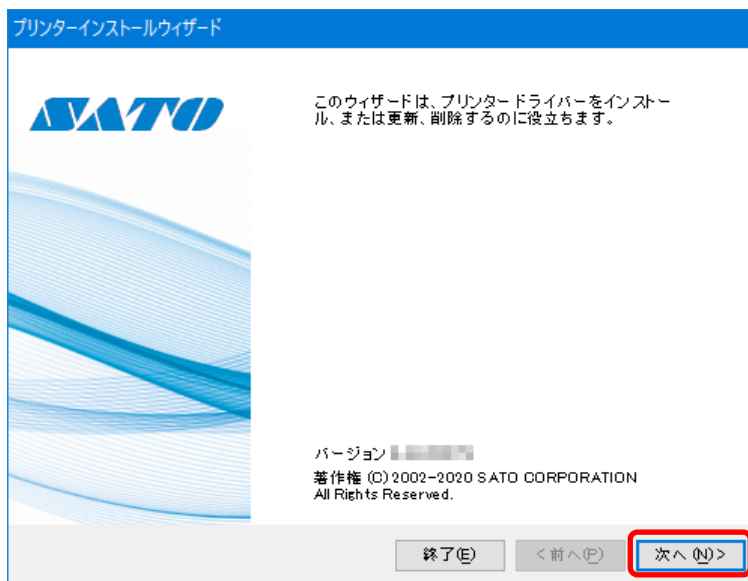 プリンターインストールウィザード
SATO
このウィザードは、プリンタードライバーをインストー
ル、または更新、削除するのに役立ちます。
バージョン
著作権 (C) 2002-2020 SATO CORPORATION
All Rights Reserved.
終了(E) <前へ(P) 次へ(N)>